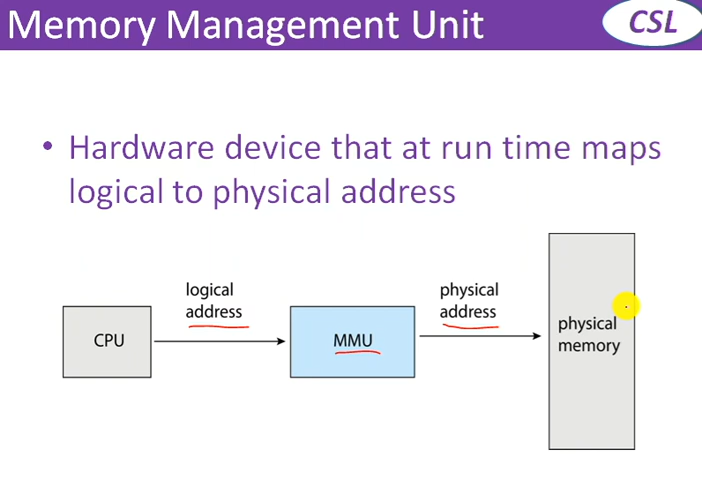 Memory Management Unit
CSL
• Hardware device that at run time maps
logical to physical address
logical
address
physical
address
CPU
MMU
physical
memory